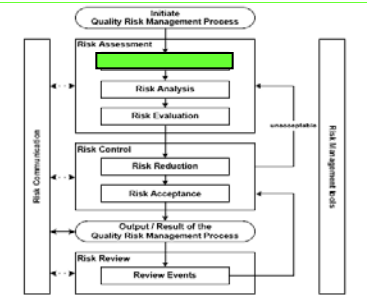 Initiate
Quality Risk Management Process
Risk Assessment
Risk Analysis
Risk Evaluation
unacceptable
Risk Control
Risk Reduction
Risk Acceptance
Output / Result of the
Quality Risk Management Process
Risk Review
Review Events
Risk Communication
Risk Management tools